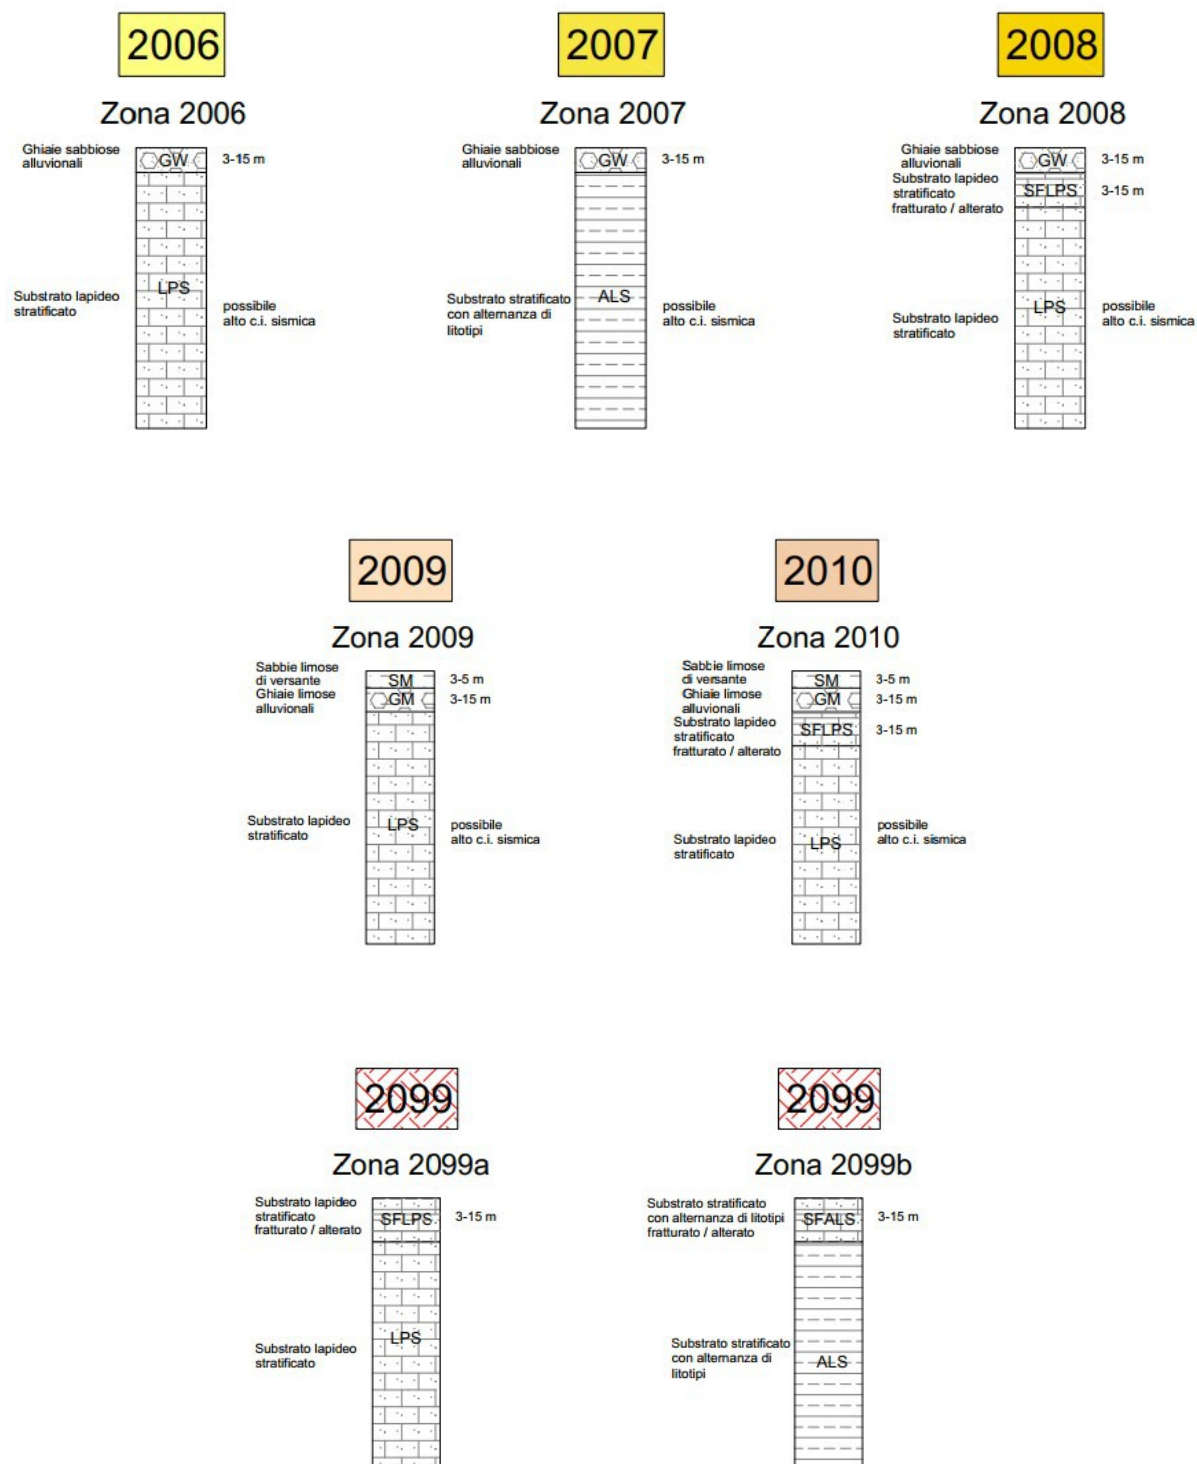 2006
2007
2008
Zona 2006
Zona 2007
Zona 2008
Ghiaie sabbiose
alluvionali
GW
3-15 m
Substrato lapideo
stratificato
LPS
possibile
alto c.i. sismica
Ghiaie sabbiose
alluvionali
GW
3-15 m
Substrato stratificato
con alternanza di
litotipi
ALS
possibile
alto c.i. sismica
Ghiaie sabbiose
alluvionali
GW
3-15 m
Substrato lapideo
stratificato
fratturato / alterato
SFLPS
3-15 m
Substrato lapideo
stratificato
LPS
possibile
alto c.i. sismica
2009
2010
Zona 2009
Zona 2010
Sabbie limose
di versante
SM
3-5 m
Ghiaie limose
alluvionali
GM
3-15 m
Substrato lapideo
stratificato
LPS
possibile
alto c.i. sismica
Sabbie limose
di versante
SM
3-5 m
Ghiaie limose
alluvionali
GM
3-15 m
Substrato lapideo
stratificato
fratturato / alterato
SFLPS
3-15 m
Substrato lapideo
stratificato
LPS
possibile
alto c.i. sismica
2099
2099
Zona 2099a
Zona 2099b
Substrato lapideo
stratificato
fratturato / alterato
SFLPS
3-15 m
Substrato lapideo
stratificato
LPS
Substrato stratificato
con alternanza di litotipi
fratturato / alterato
SFALS
3-15 m
Substrato stratificato
con alternanza di
litotipi
ALS